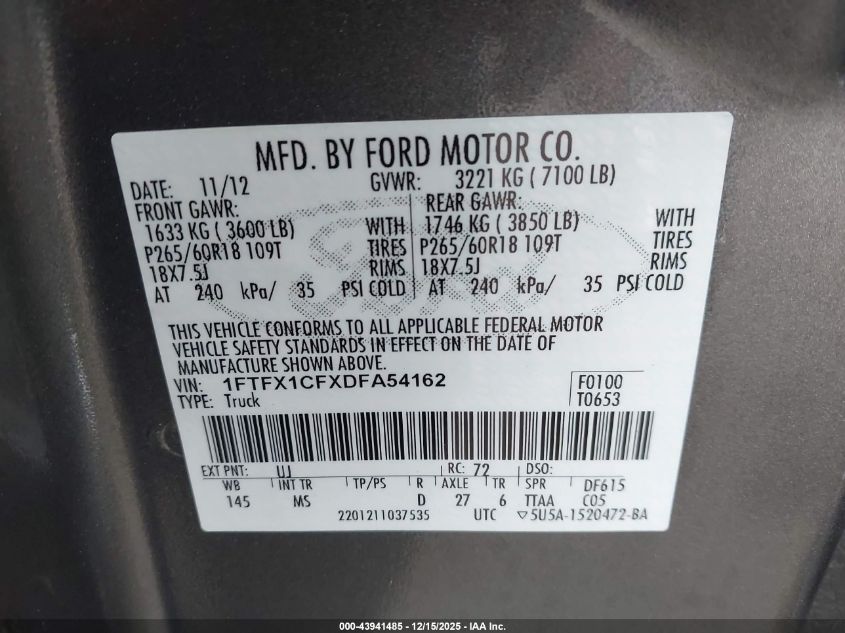 MFD. BY FORD MOTOR CO.
DATE: 11/12 GVWR: 3221 KG ( 7100 LB)
FRONT GAWR: REAR GAWR:
1633 KG ( 3600 LB) WITH 1746 KG ( 3850 LB) WITH
P265/60R18 109T TIRES P265/60R18 109T TIRES
18X7.5J RIMS 18X7.5J RIMS
AT 240 kPa/ 35 PSI COLD AT 240 kPa/ 35 PSI COLD
THIS VEHICLE CONFORMS TO ALL APPLICABLE FEDERAL MOTOR
VEHICLE SAFETY STANDARDS IN EFFECT ON THE DATE OF
MANUFACTURE SHOWN ABOVE.
VIN: 1FTFX1CFXDFA54162 F0100
TYPE: Truck T0653
EXT PNT: UJ RC: 72 DSO:
WB INT TR TP/PS R AXLE TR SPR DF615
145 MS D 27 6 TTAA C05
2201211037535 UTC ▽5U5A-1520472-BA
000-43941485 - 12/15/2025 - IAA Inc.